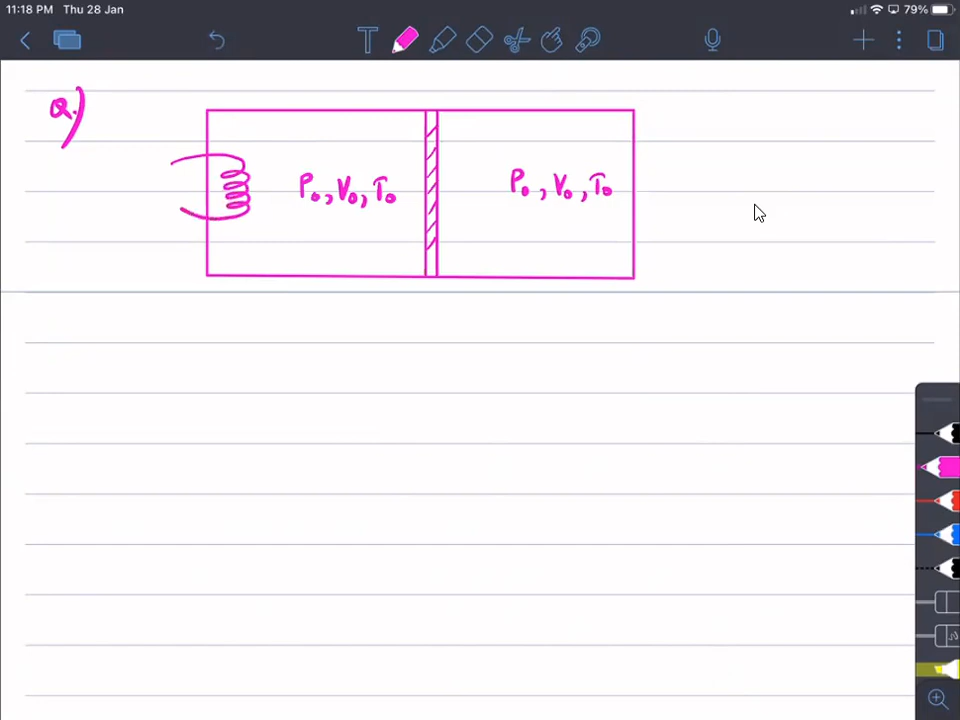 11:18 PM Thu 28 Jan 79%
T
Q.)
P₀, V₀, T₀ P₀, V₀, T₀